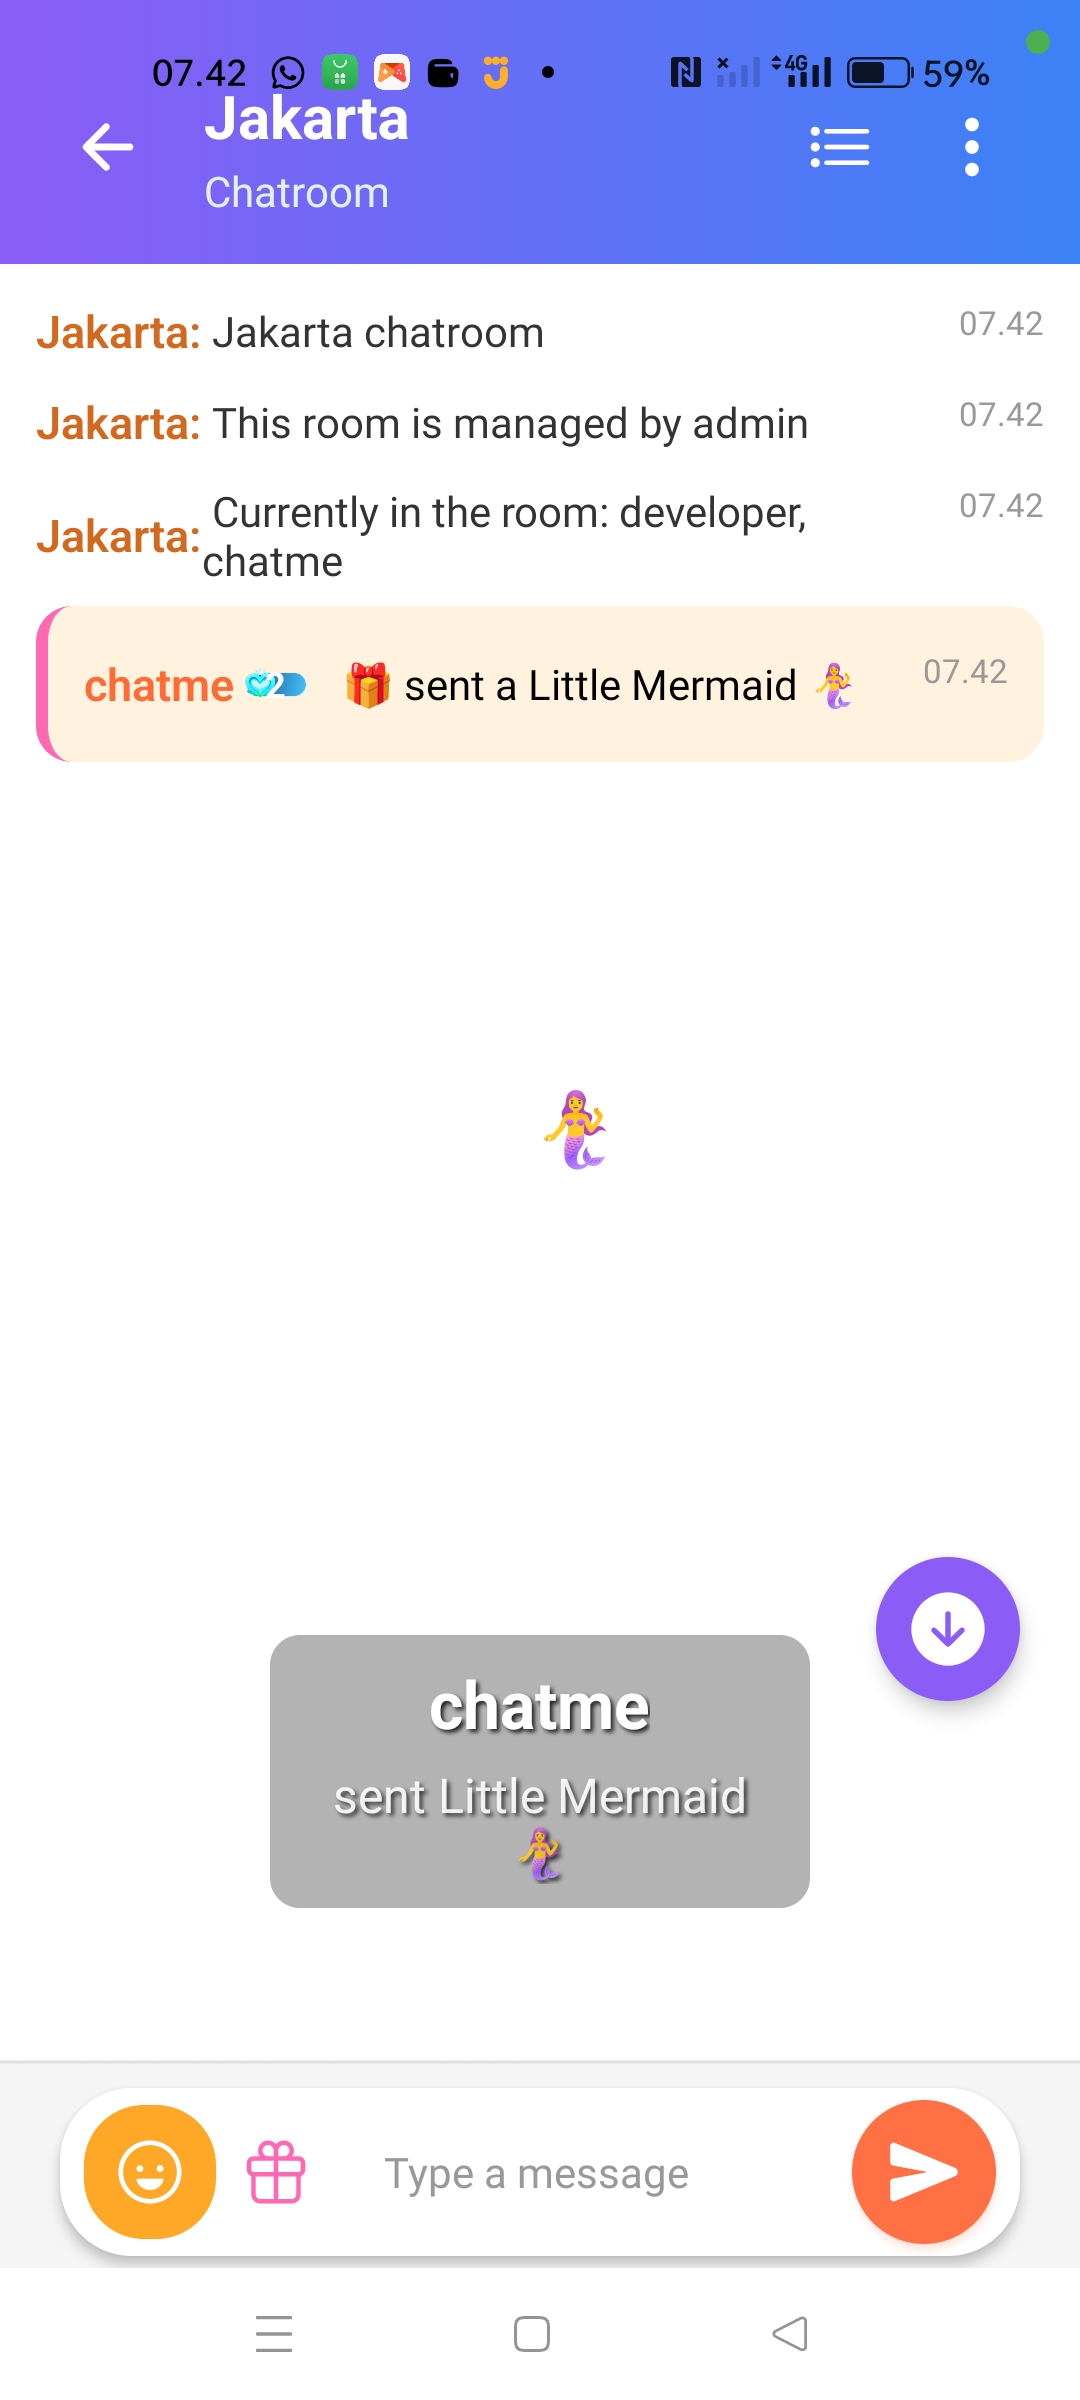 07.42 4G 59%
Jakarta
Chatroom
Jakarta: Jakarta chatroom 07.42
Jakarta: This room is managed by admin 07.42
Jakarta: Currently in the room: developer, 07.42
chatme
chatme 2 🎁 sent a Little Mermaid 🧜‍♀️ 07.42
chatme
sent Little Mermaid
🧜‍♀️
Type a message